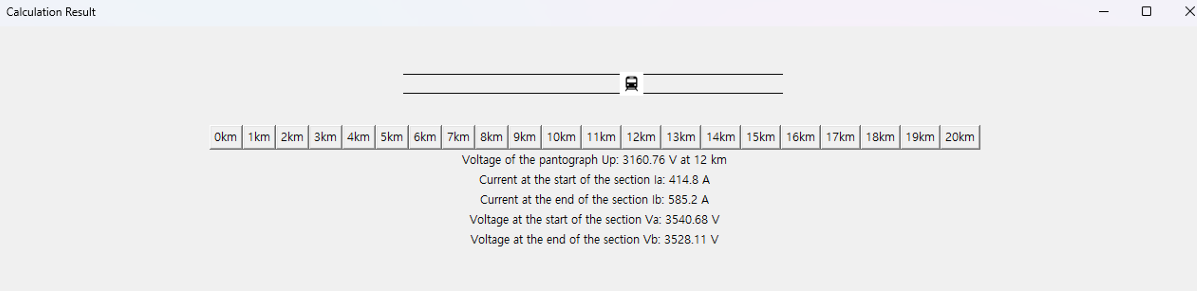 Calculation Result
0km 1km 2km 3km 4km 5km 6km 7km 8km 9km 10km 11km 12km 13km 14km 15km 16km 17km 18km 19km 20km
Voltage of the pantograph Up: 3160.76 V at 12 km
Current at the start of the section Ia: 414.8 A
Current at the end of the section Ib: 585.2 A
Voltage at the start of the section Va: 3540.68 V
Voltage at the end of the section Vb: 3528.11 V